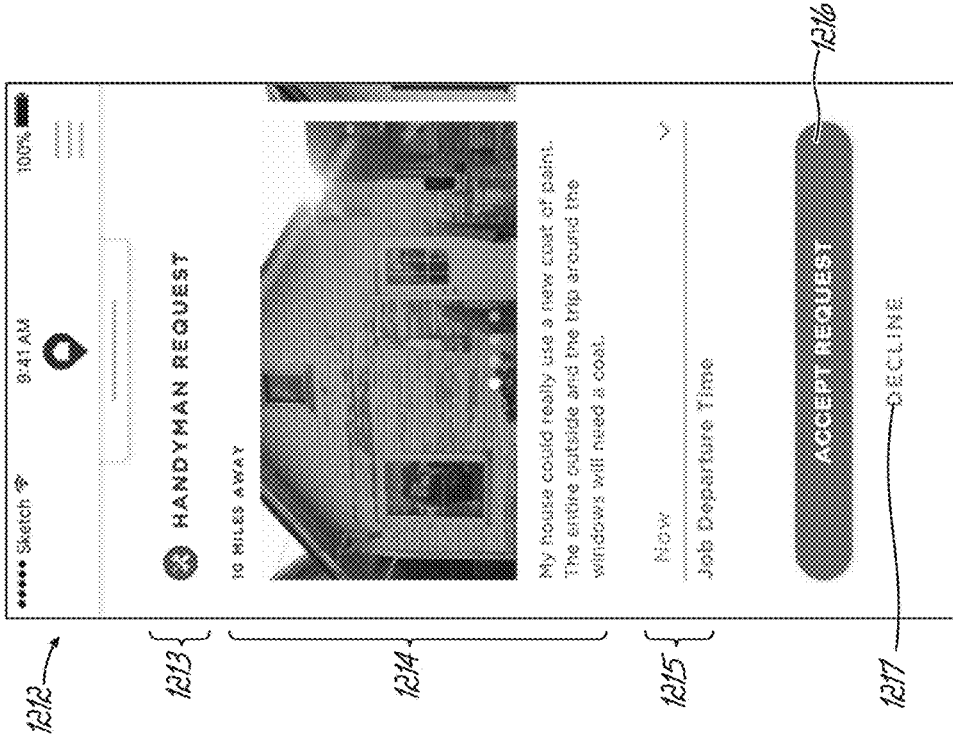 1212
●●●●● Sketch 9:41 AM 100%
1213
HANDYMAN REQUEST
1214
10 MILES AWAY
My house could really use a new coat of paint.
The entire outside and the trip around the
windows will need a coat.
1215
Now
Job Departure Time
ACCEPT REQUEST
1216
DECLINE
1217